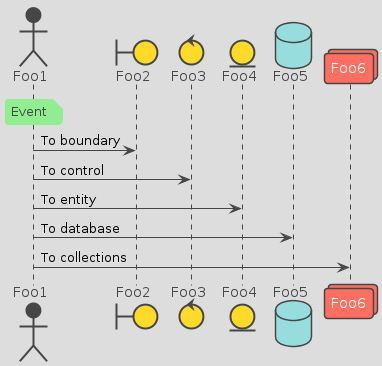 Foo1 Foo2 Foo3 Foo4 Foo5 Foo6
Event
To boundary
To control
To entity
To database
To collections
Foo1 Foo2 Foo3 Foo4 Foo5 Foo6